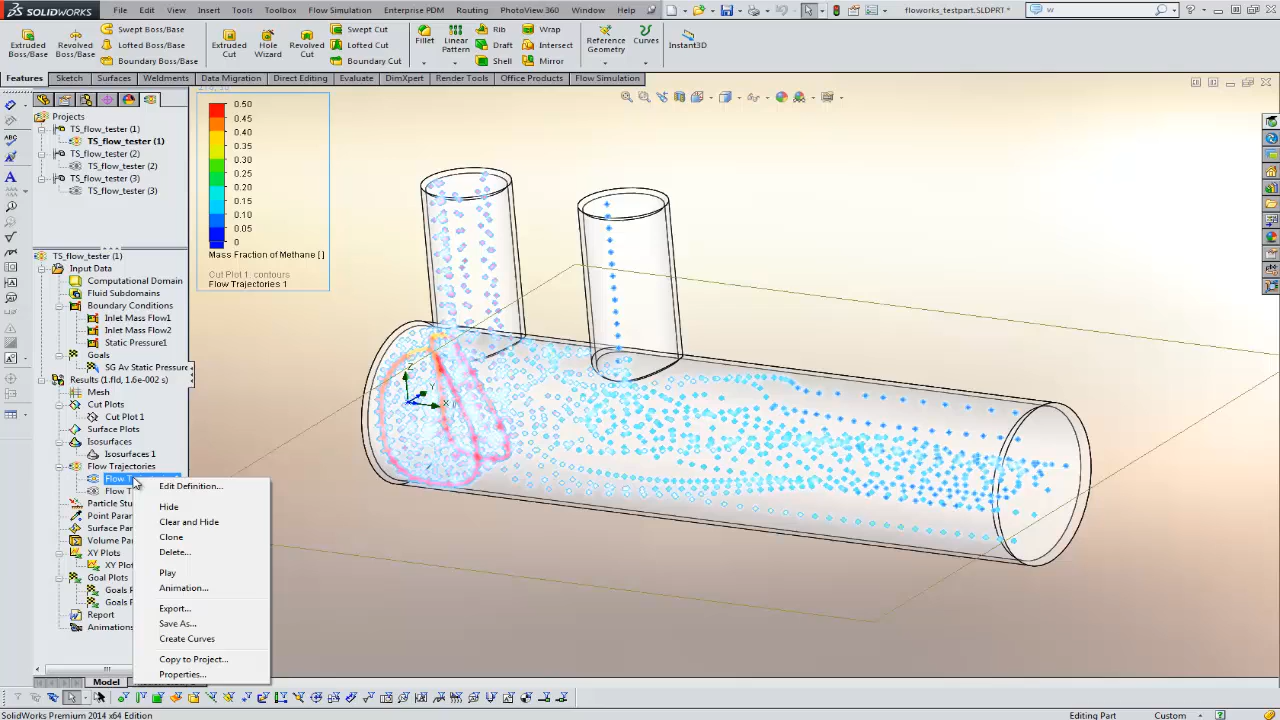 SOLIDWORKS File Edit View Insert Tools Toolbox Flow Simulation Enterprise PDM Routing PhotoView 360 Window Help floworks_testpart.SLDPRT * w
Extruded Boss/Base Revolved Boss/Base Swept Boss/Base Lofted Boss/Base Boundary Boss/Base Extruded Cut Hole Wizard Revolved Cut Swept Cut Lofted Cut Boundary Cut Fillet Linear Pattern Rib Draft Shell Wrap Intersect Mirror Reference Geometry Curves Instant3D
Features Sketch Surfaces Weldments Data Migration Direct Editing Evaluate DimXpert Render Tools Office Products Flow Simulation
Projects
TS_flow_tester (1)
TS_flow_tester (1)
TS_flow_tester (2)
TS_flow_tester (2)
TS_flow_tester (3)
TS_flow_tester (3)
TS_flow_tester (1)
Input Data
Computational Domain
Fluid Subdomains
Boundary Conditions
Inlet Mass Flow1
Inlet Mass Flow2
Static Pressure1
Goals
SG Av Static Pressure
Results (1.fld, 1.6e-002 s)
Mesh
Cut Plots
Cut Plot 1
Surface Plots
Isosurfaces
Isosurfaces 1
Flow Trajectories
Flow T
Flow T
Particle Stu
Point Para
Surface Par
Volume Par
XY Plots
XY Plo
Goal Plots
Goals
Goals
Report
Animations
Edit Definition...
Hide
Clear and Hide
Clone
Delete...
Play
Animation...
Export...
Save As...
Create Curves
Copy to Project...
Properties...
0.50
0.45
0.40
0.35
0.30
0.25
0.20
0.15
0.10
0.05
0
Mass Fraction of Methane [ ]
Cut Plot 1: contours
Flow Trajectories 1
Z
Y
X
Model
SolidWorks Premium 2014 x64 Edition Editing Part Custom